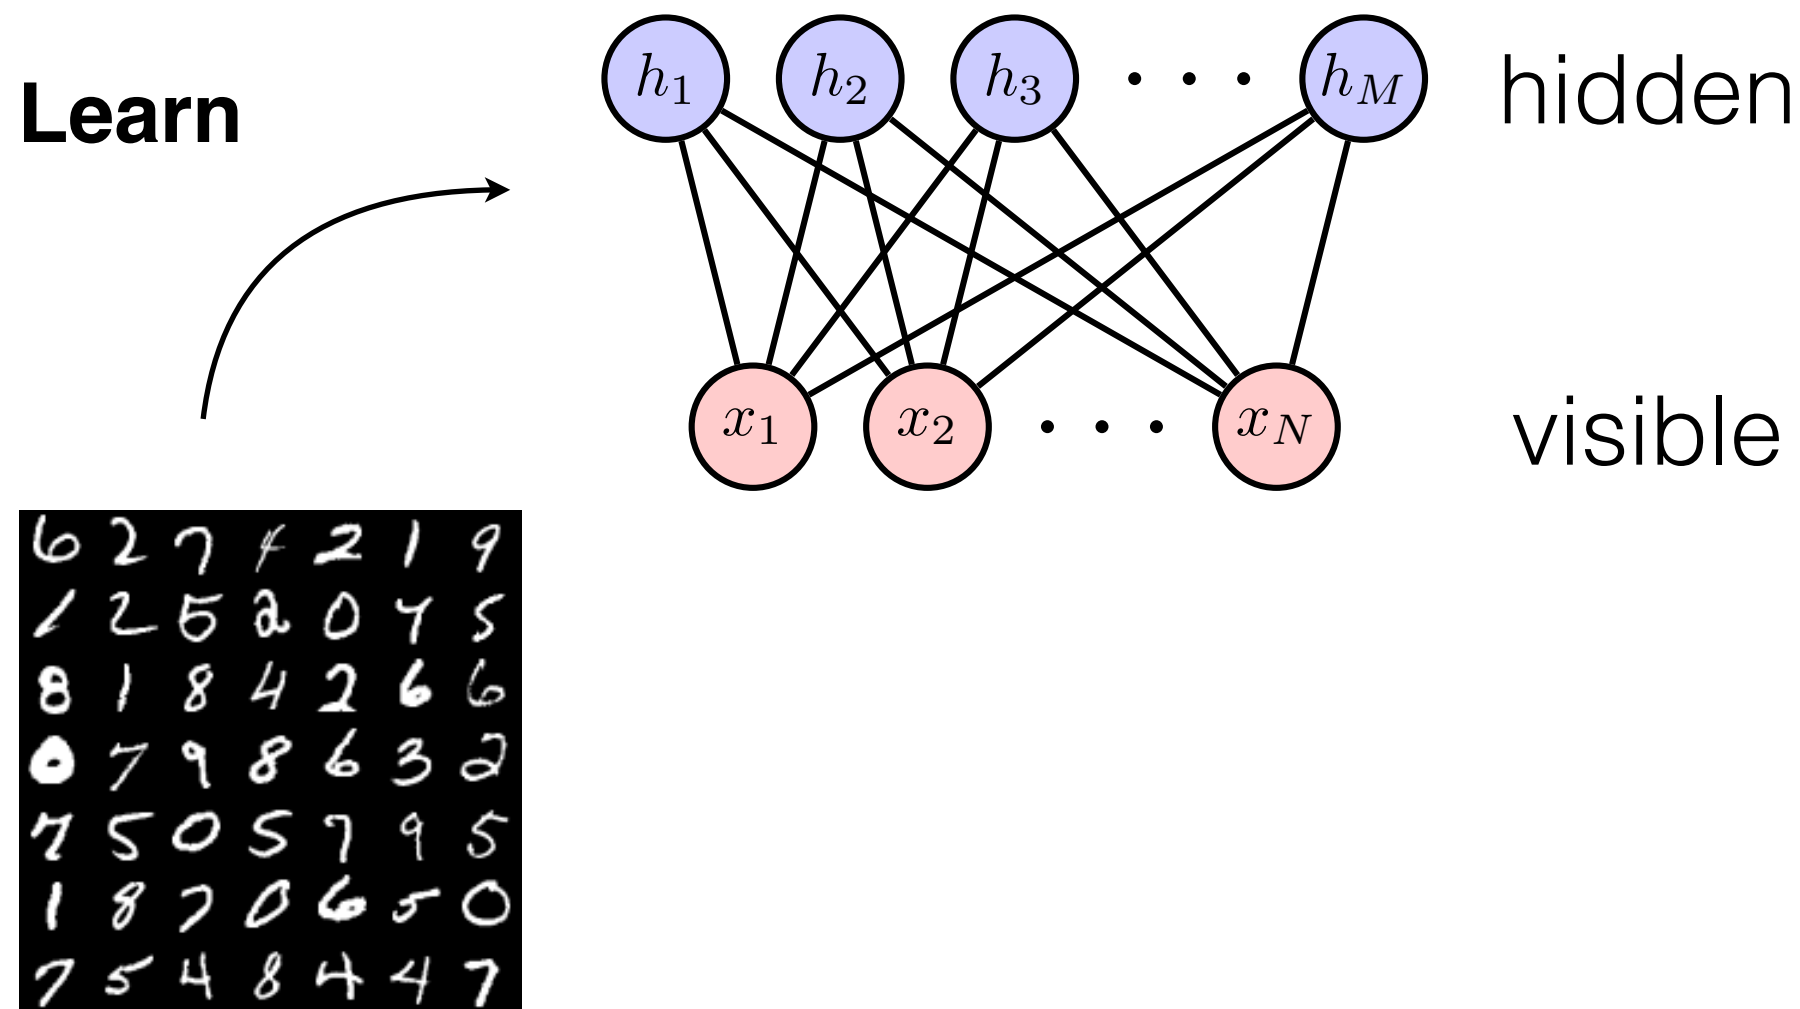 Learn
h1 h2 h3 · · · hM hidden
x1 x2 · · · xN visible
6 2 7 4 2 1 9
1 2 5 2 0 4 5
8 1 8 4 2 6 6
0 7 9 8 6 3 2
7 5 0 5 7 9 5
1 8 7 0 6 5 0
7 5 4 8 4 4 7